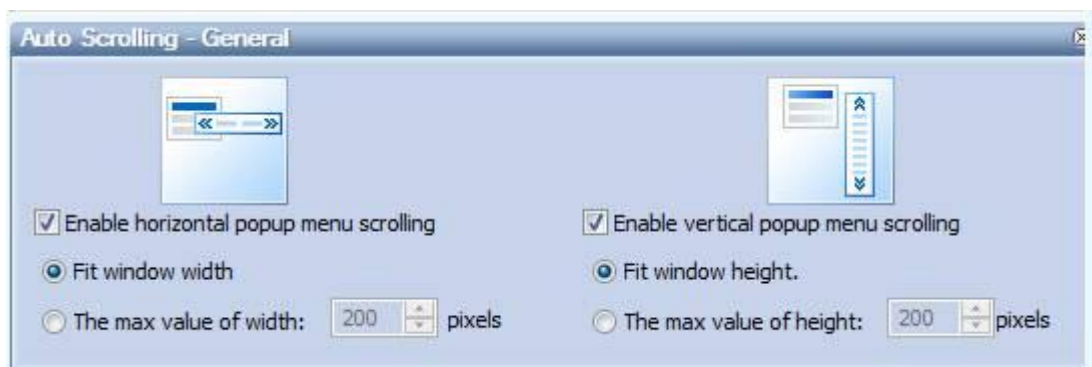 Auto Scrolling - General
Enable horizontal popup menu scrolling
Fit window width
The max value of width: 200 pixels
Enable vertical popup menu scrolling
Fit window height.
The max value of height: 200 pixels